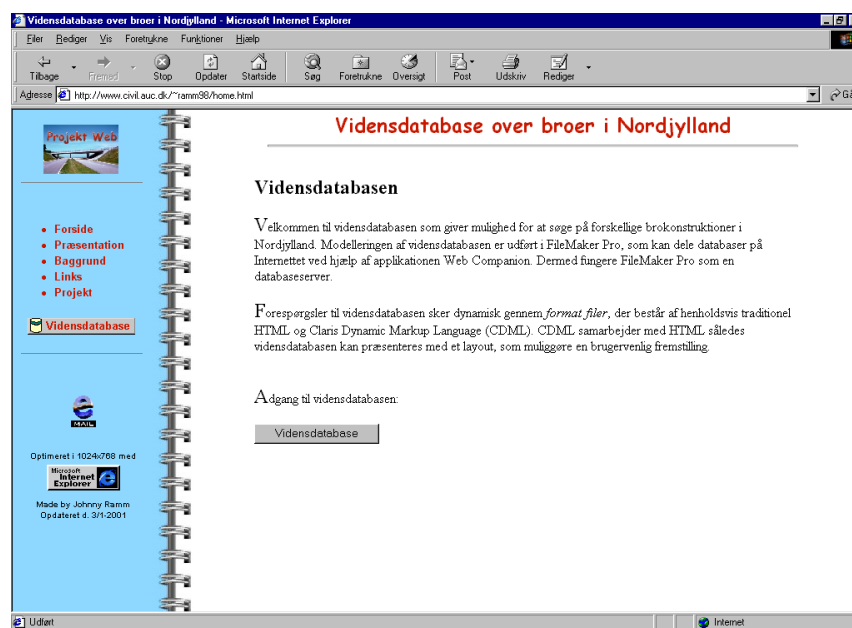 Vidensdatabase over broer i Nordjylland - Microsoft Internet Explorer
Filer Rediger Vis Foretrukne Funktioner Hjælp
Tilbage Fremad Stop Opdater Startside Søg Foretrukne Oversigt Post Udskriv Rediger
Adresse http://www.civil.auc.dk/~ramm98/home.html Gå
Projekt Web
Forside
Præsentation
Baggrund
Links
Projekt
Vidensdatabase
MAIL
Optimeret i 1024x768 med
Microsoft
Internet
Explorer
Made by Johnny Ramm
Opdateret d. 3/1-2001
Vidensdatabase over broer i Nordjylland
Vidensdatabasen
Velkommen til vidensdatabasen som giver mulighed for at søge på forskellige brokonstruktioner i
Nordjylland. Modelleringen af vidensdatabasen er udført i FileMaker Pro, som kan dele databaser på
Internettet ved hjælp af applikationen Web Companion. Dermed fungere FileMaker Pro som en
databaseserver.
Forespørgsler til vidensdatabasen sker dynamisk gennem format filer, der består af henholdsvis traditionel
HTML og Claris Dynamic Markup Language (CDML). CDML samarbejder med HTML således
vidensdatabasen kan præsenteres med et layout, som muliggøre en brugervenlig fremstilling.
Adgang til vidensdatabasen:
Vidensdatabase
Udført Internet